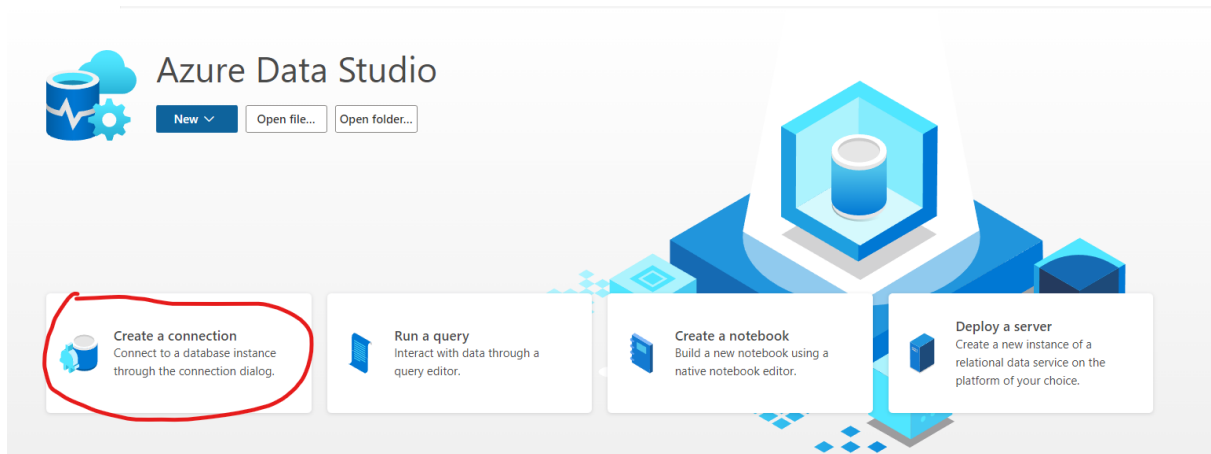 Azure Data Studio
New
Open file...
Open folder...
Create a connection
Connect to a database instance
through the connection dialog.
Run a query
Interact with data through a
query editor.
Create a notebook
Build a new notebook using a
native notebook editor.
Deploy a server
Create a new instance of a
relational data service on the
platform of your choice.